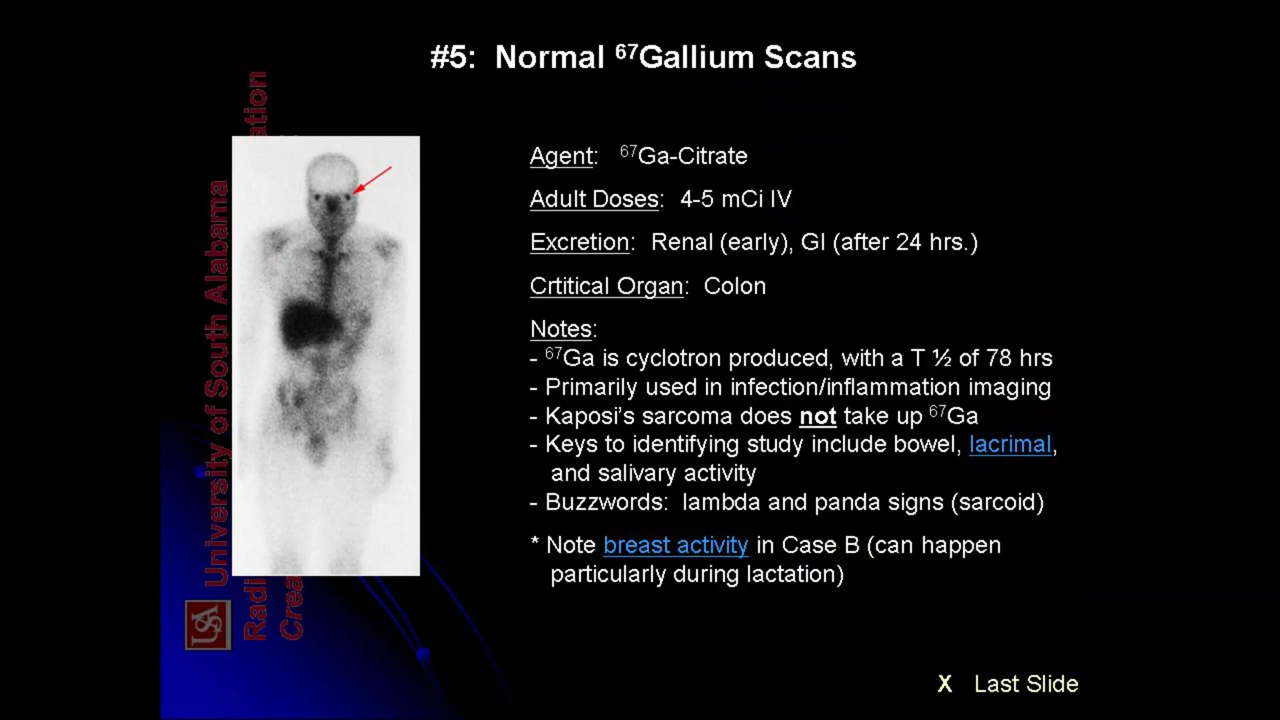 #5: Normal ⁶⁷Gallium Scans
Agent: ⁶⁷Ga-Citrate
Adult Doses: 4-5 mCi IV
Excretion: Renal (early), GI (after 24 hrs.)
Crtitical Organ: Colon
Notes:
- ⁶⁷Ga is cyclotron produced, with a T ½ of 78 hrs
- Primarily used in infection/inflammation imaging
- Kaposi's sarcoma does not take up ⁶⁷Ga
- Keys to identifying study include bowel, lacrimal,
and salivary activity
- Buzzwords: lambda and panda signs (sarcoid)
* Note breast activity in Case B (can happen
particularly during lactation)
University of South Alabama
USA
X Last Slide